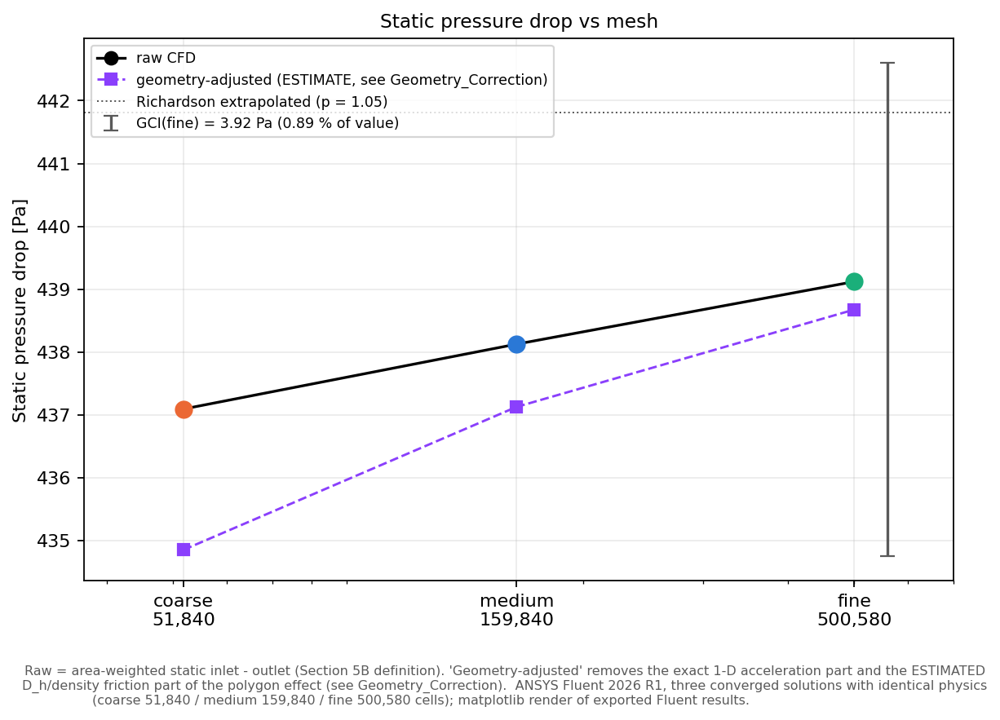 Static pressure drop vs mesh
raw CFD
geometry-adjusted (ESTIMATE, see Geometry_Correction)
Richardson extrapolated (p = 1.05)
GCI(fine) = 3.92 Pa (0.89 % of value)
Static pressure drop [Pa]
442
441
440
439
438
437
436
435
coarse
51,840
medium
159,840
fine
500,580
Raw = area-weighted static inlet - outlet (Section 5B definition). 'Geometry-adjusted' removes the exact 1-D acceleration part and the ESTIMATED
D_h/density friction part of the polygon effect (see Geometry_Correction).  ANSYS Fluent 2026 R1, three converged solutions with identical physics
(coarse 51,840 / medium 159,840 / fine 500,580 cells); matplotlib render of exported Fluent results.